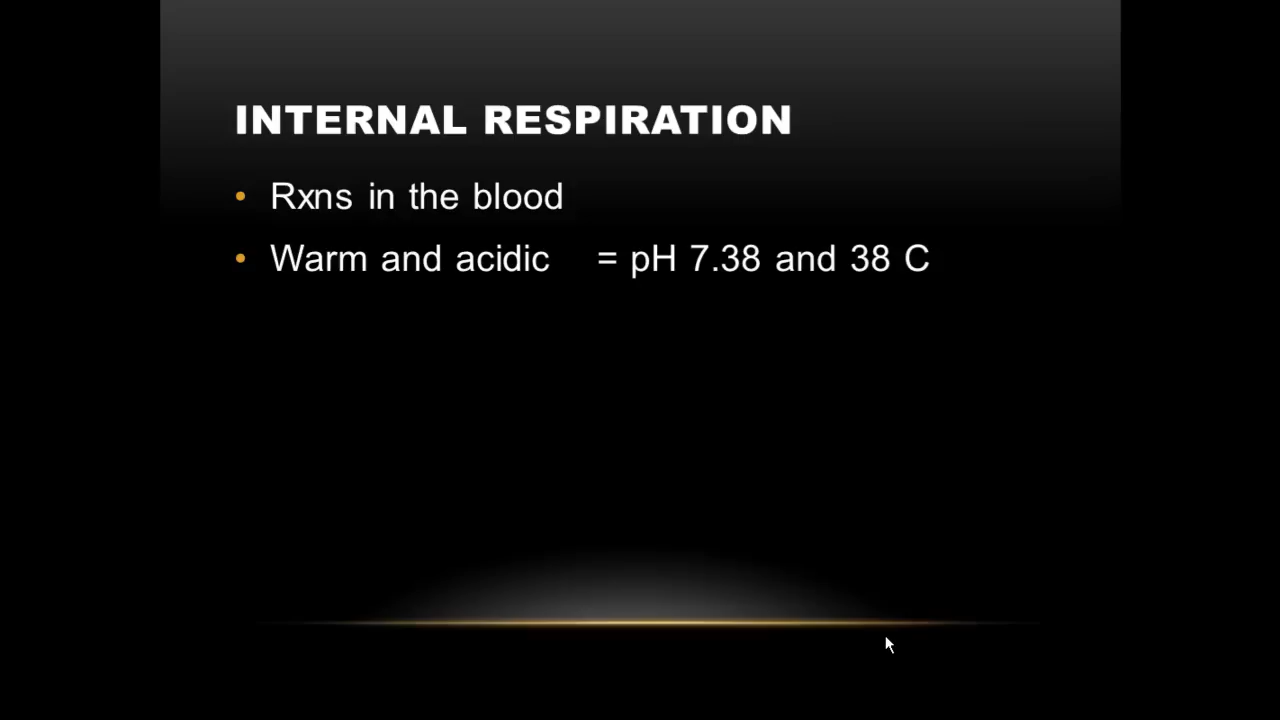 INTERNAL RESPIRATION
• Rxns in the blood
• Warm and acidic = pH 7.38 and 38 C